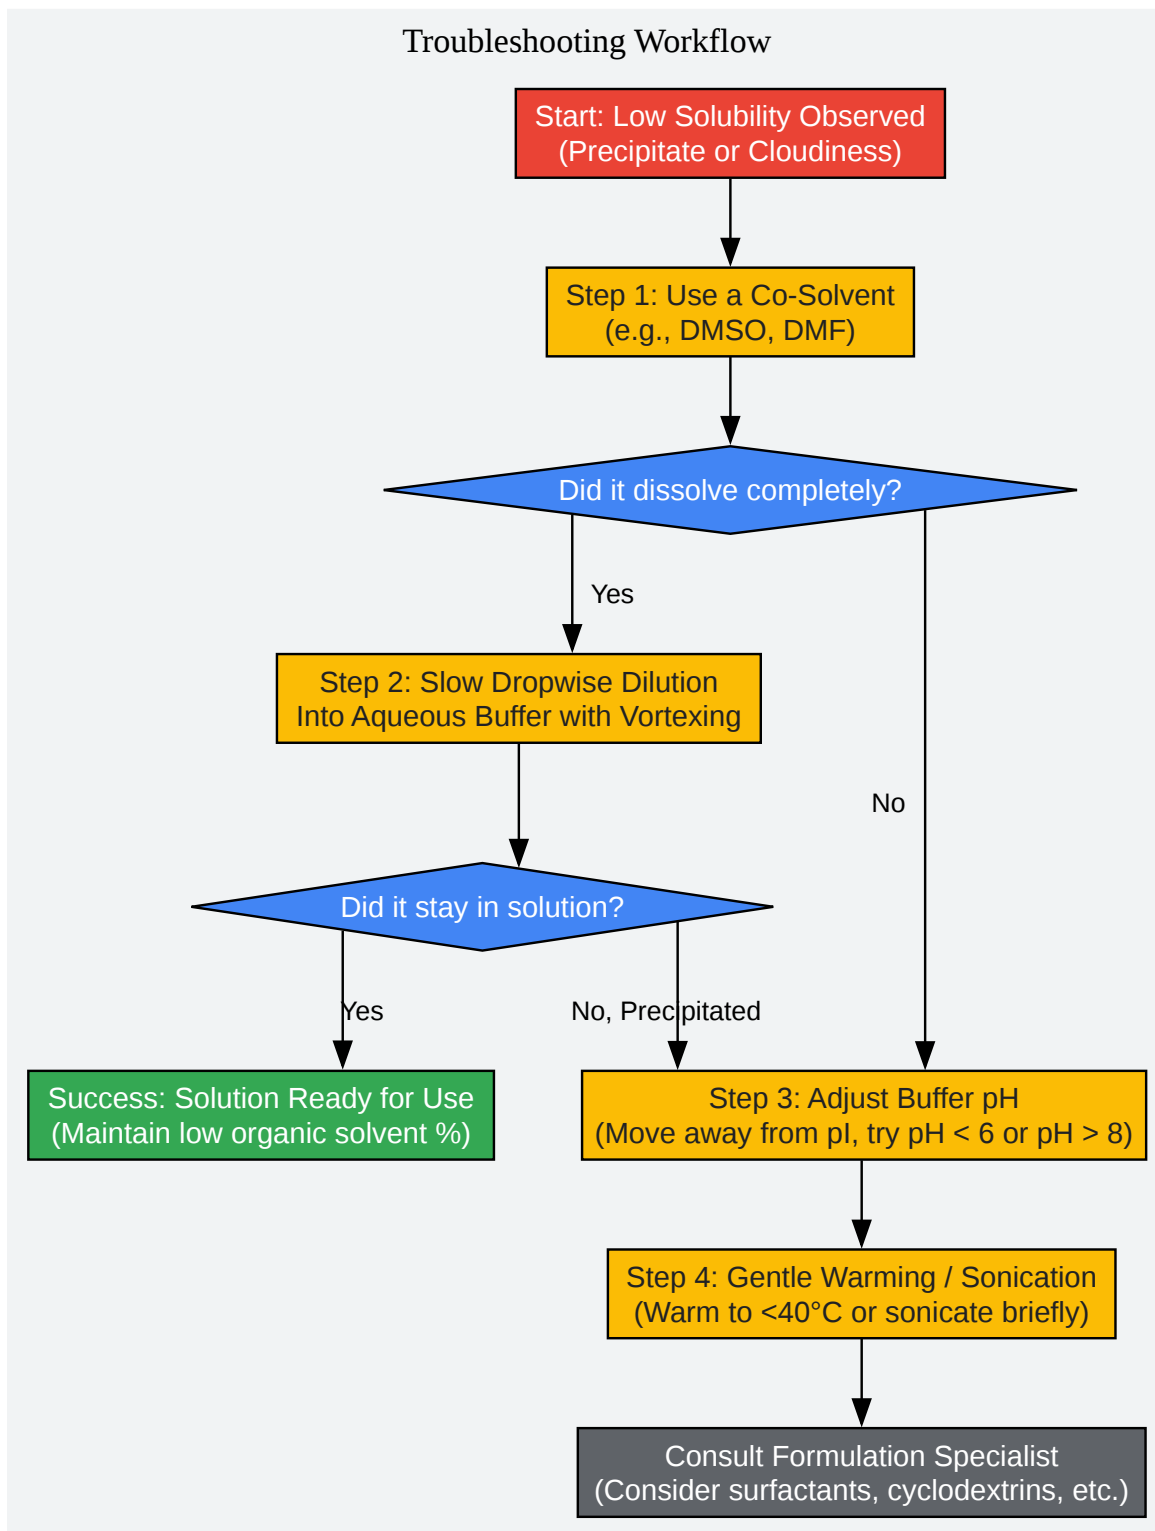 Troubleshooting Workflow
Start: Low Solubility Observed
(Precipitate or Cloudiness)
Step 1: Use a Co-Solvent
(e.g., DMSO, DMF)
Did it dissolve completely?
Yes
Step 2: Slow Dropwise Dilution
Into Aqueous Buffer with Vortexing
No
Did it stay in solution?
Yes
No, Precipitated
Success: Solution Ready for Use
(Maintain low organic solvent %)
Step 3: Adjust Buffer pH
(Move away from pI, try pH < 6 or pH > 8)
Step 4: Gentle Warming / Sonication
(Warm to <40°C or sonicate briefly)
Consult Formulation Specialist
(Consider surfactants, cyclodextrins, etc.)